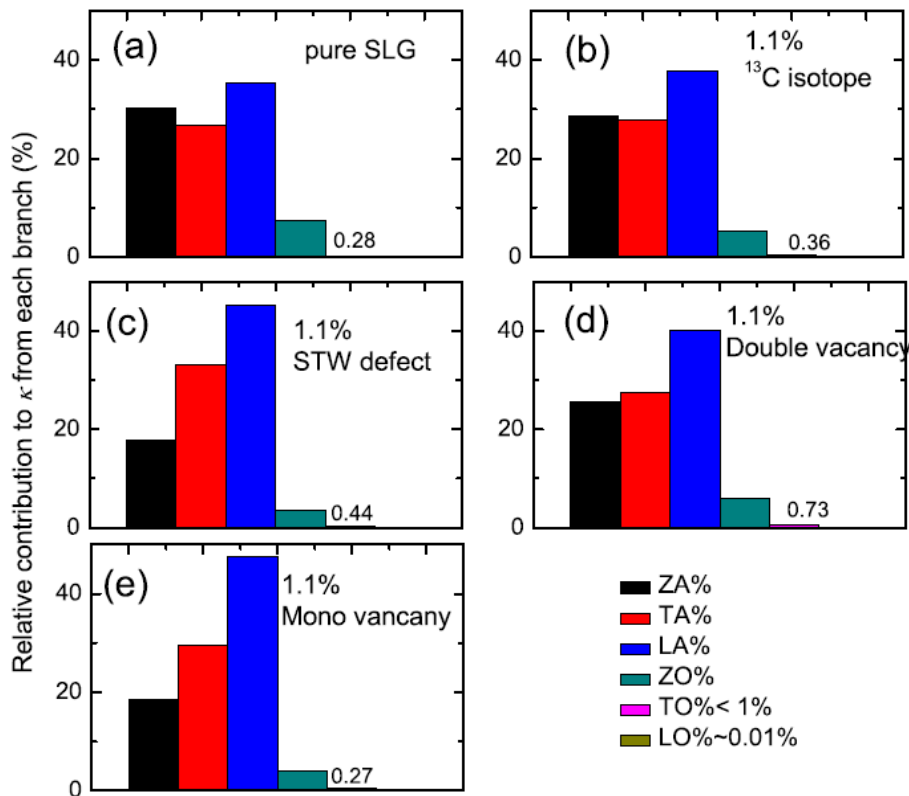 Relative contribution to κ from each branch (%)
(a)
pure SLG
40
20
0
0.28
(b)
1.1%
¹³C isotope
40
20
0
0.36
(c)
1.1%
STW defect
40
20
0
0.44
(d)
1.1%
Double vacancy
40
20
0
0.73
(e)
1.1%
Mono vancany
40
20
0
0.27
ZA%
TA%
LA%
ZO%
TO%< 1%
LO%~0.01%